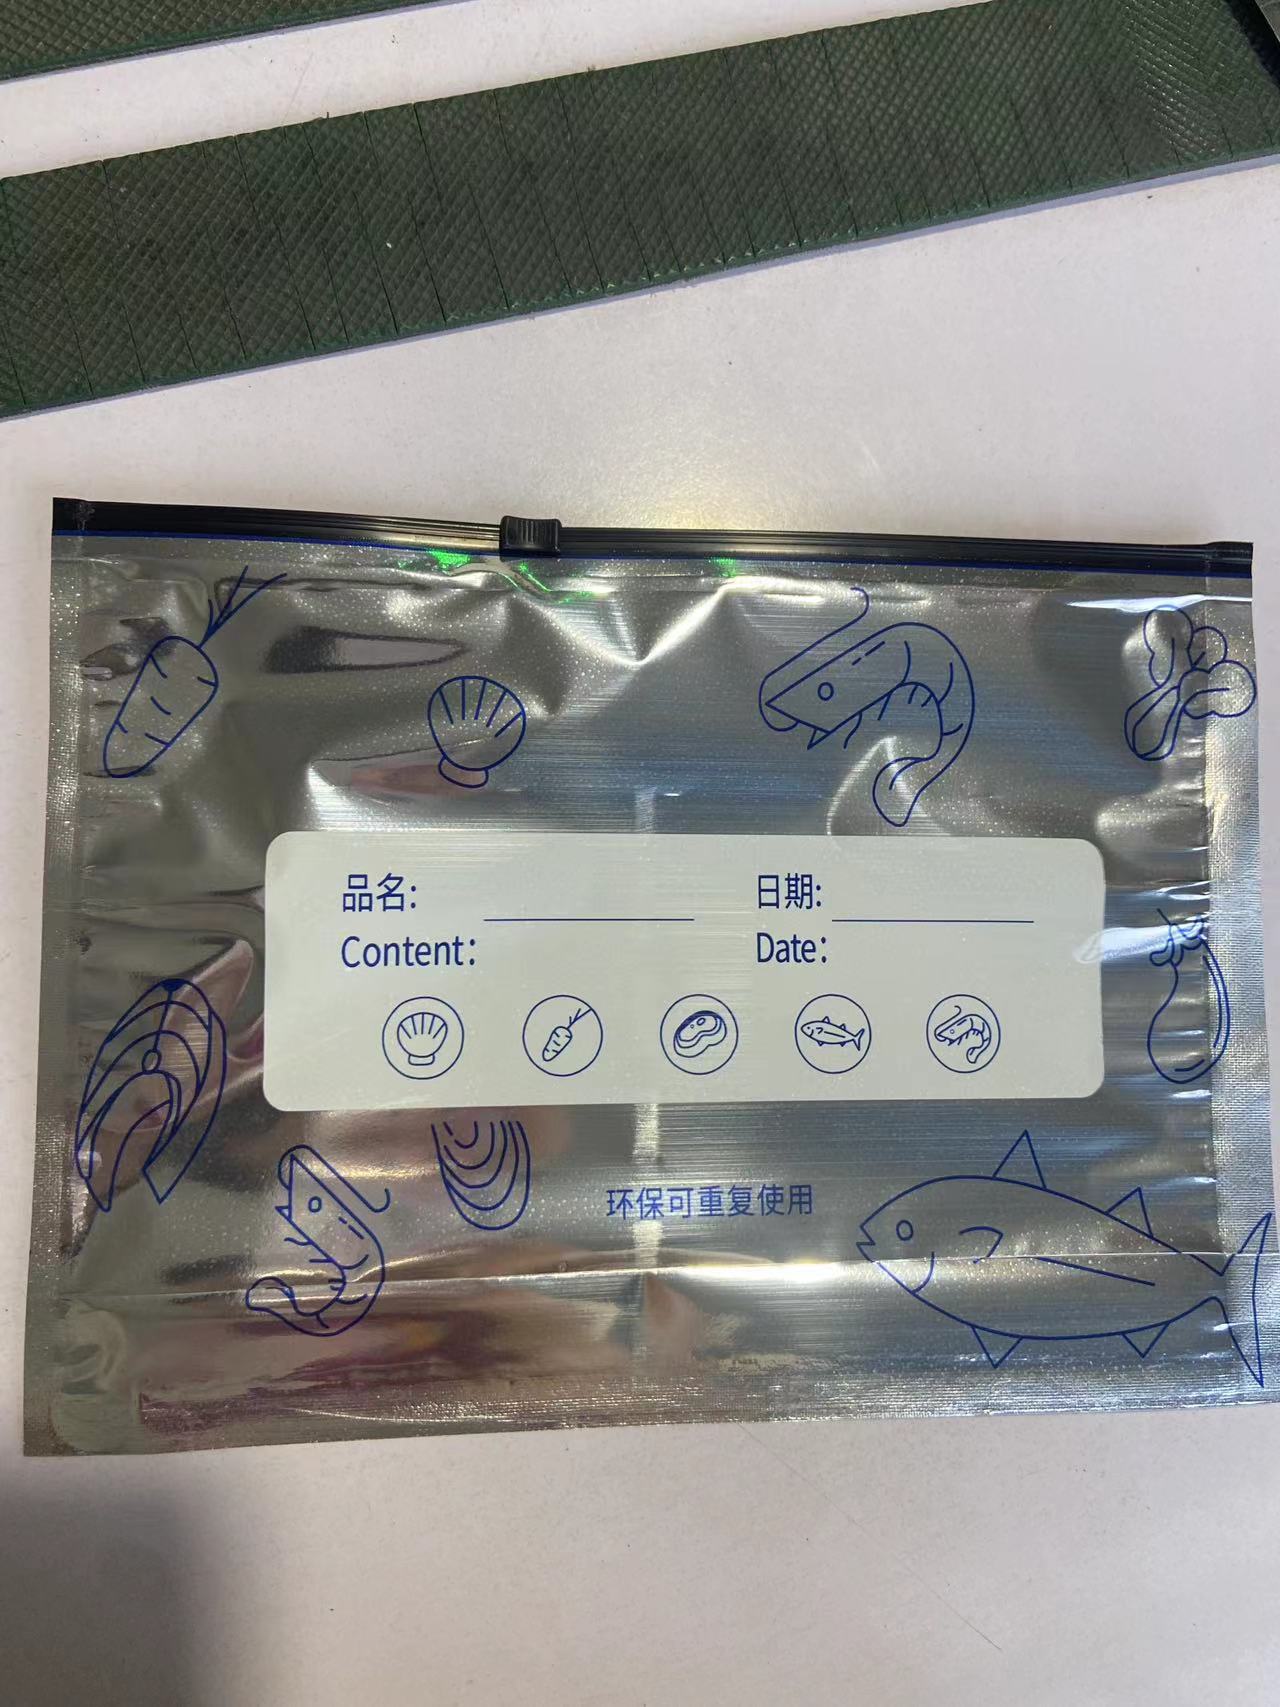 品名:
日期:
Content:
Date:
环保可重复使用